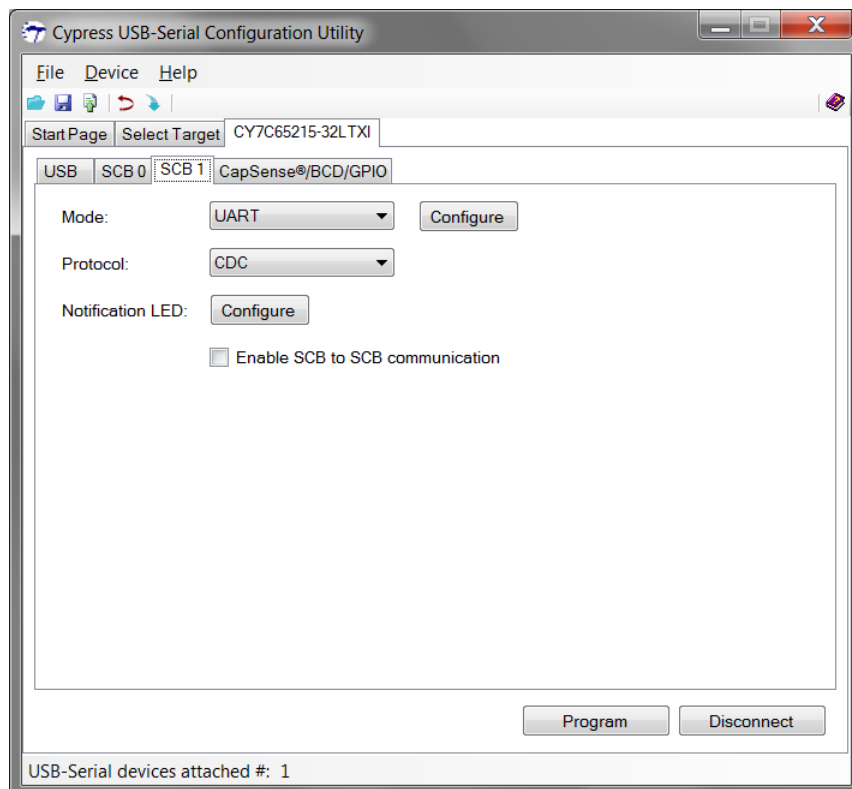 Cypress USB-Serial Configuration Utility
File Device Help
Start Page Select Target CY7C65215-32LTXI
USB SCB 0 SCB 1 CapSense®/BCD/GPIO
Mode: UART Configure
Protocol: CDC
Notification LED: Configure
Enable SCB to SCB communication
Program Disconnect
USB-Serial devices attached #: 1